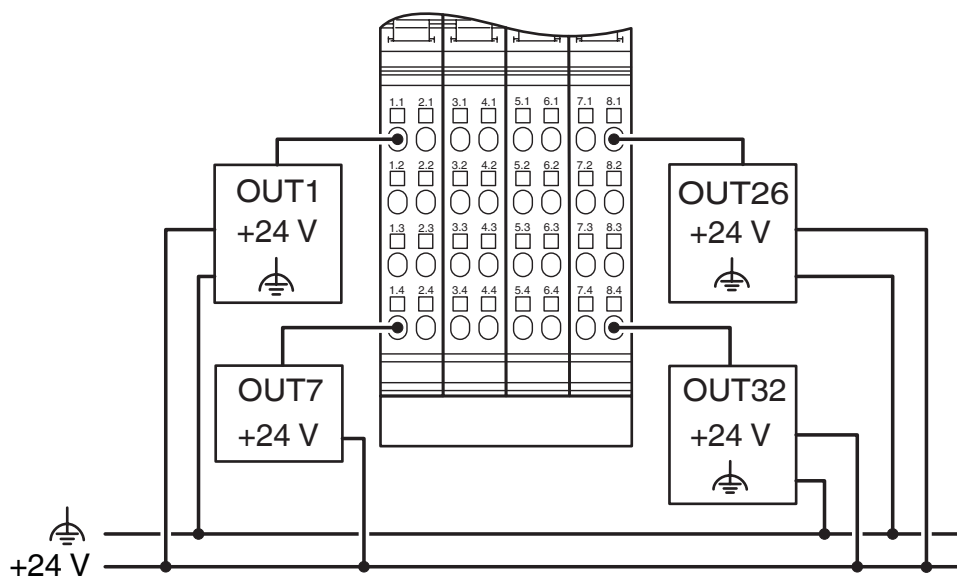 1.1 2.1 3.1 4.1 5.1 6.1 7.1 8.1
1.2 2.2 3.2 4.2 5.2 6.2 7.2 8.2
1.3 2.3 3.3 4.3 5.3 6.3 7.3 8.3
1.4 2.4 3.4 4.4 5.4 6.4 7.4 8.4
OUT1
+24 V
OUT26
+24 V
OUT7
+24 V
OUT32
+24 V
+24 V